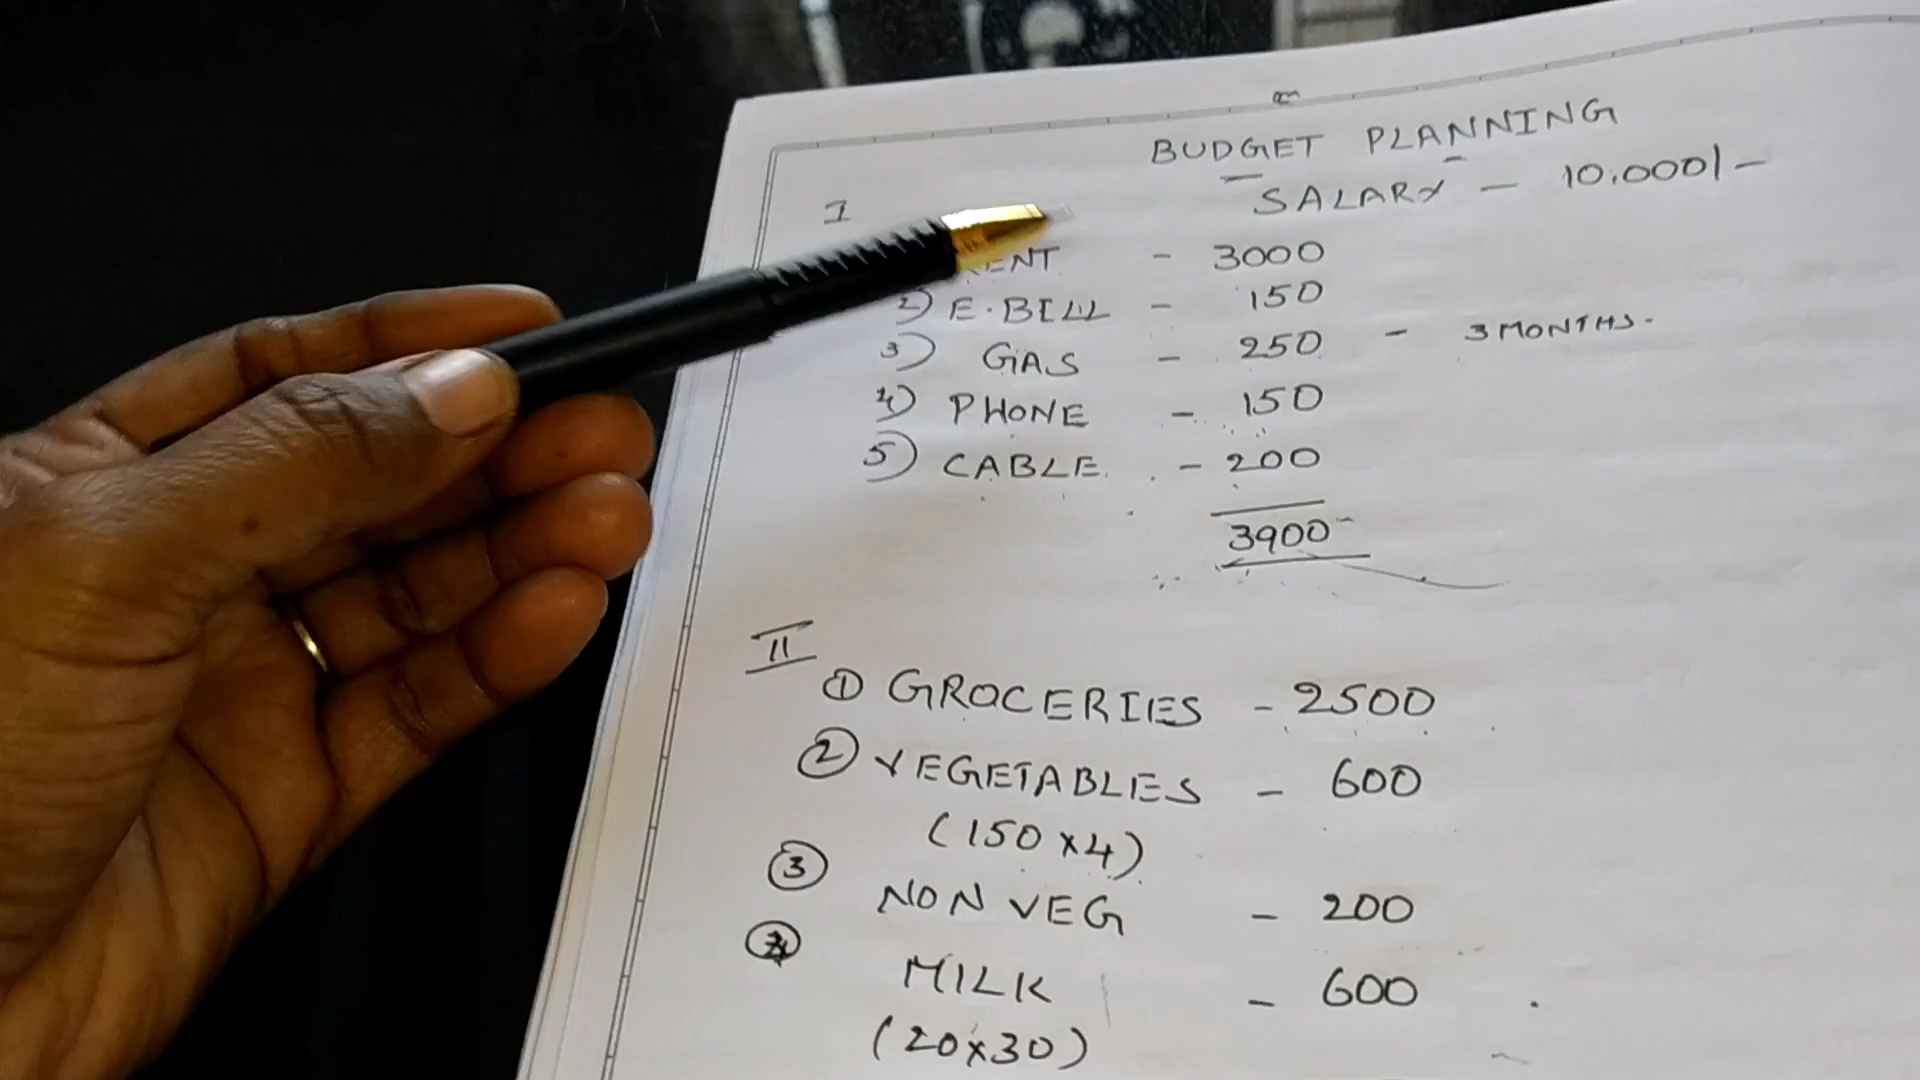 BUDGET PLANNING
SALARY - 10.000/-
I
RENT - 3000
2) E.BILL - 150
3) GAS - 250 - 3 MONTHS.
4) PHONE - 150
5) CABLE. - 200
3900
II
① GROCERIES - 2500
② VEGETABLES - 600
(150 x 4)
③ NON VEG - 200
④ MILK - 600
(20x30)